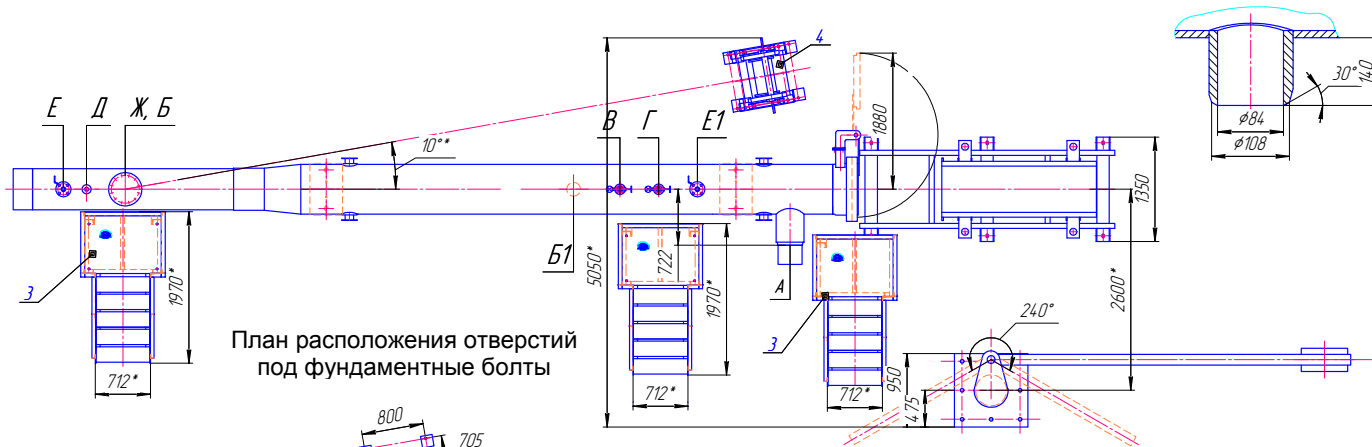 4
30°
140
Ø84
Ø108
Е
Д
Ж, Б
10°*
В
Г
Е1
1880
1350
3
1970*
712*
Б1
5050*
722
1970*
712*
А
3
712*
2600*
240°
950
475
План расположения отверстий
под фундаментные болты
800
705